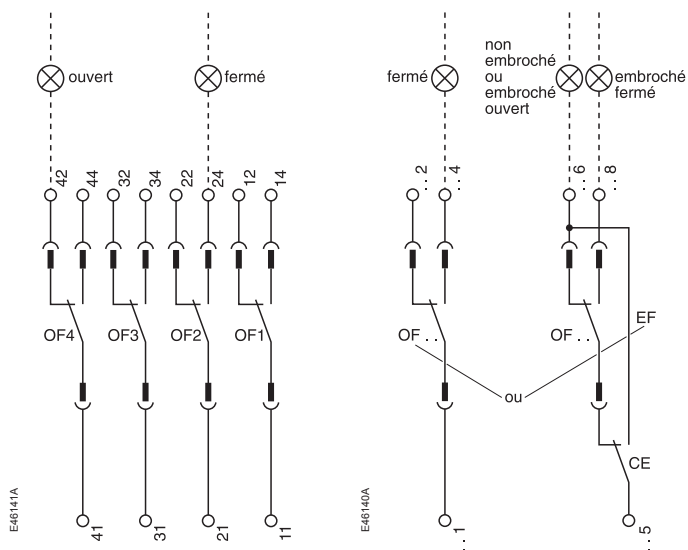 ouvert
fermé
42
44
32
34
22
24
12
14
OF4
OF3
OF2
OF1
41
31
21
11
E46141A
fermé
non
embroché
ou
embroché
ouvert
embroché
fermé
. . 2
. . 4
. . 6
. . 8
OF . .
OF . .
EF
ou
CE
. . 1
. . 5
E46140A